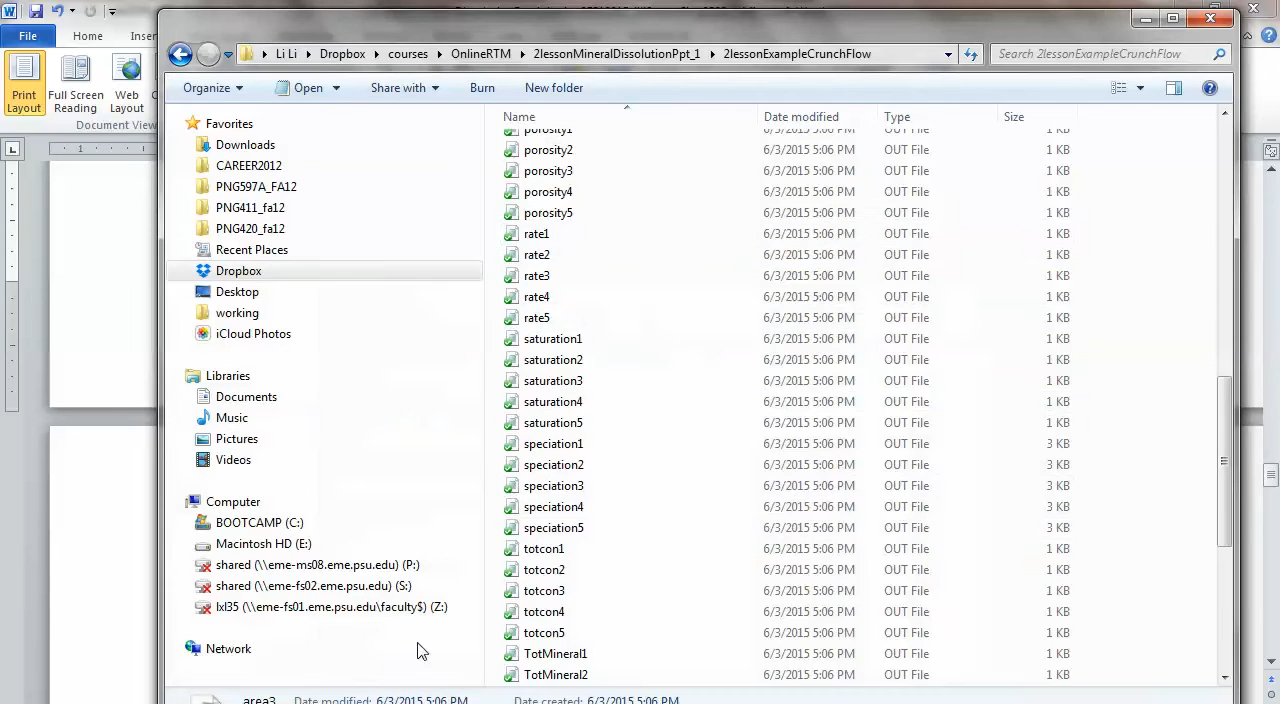 File Home Inser
Print Layout
Full Screen Reading
Web Layout
Document View
1
Li Li Dropbox courses OnlineRTM 2lessonMineralDissolutionPpt_1 2lessonExampleCrunchFlow
Search 2lessonExampleCrunchFlow
Organize Open Share with Burn New folder
Favorites
Downloads
CAREER2012
PNG597A_FA12
PNG411_fa12
PNG420_fa12
Recent Places
Dropbox
Desktop
working
iCloud Photos
Libraries
Documents
Music
Pictures
Videos
Computer
BOOTCAMP (C:)
Macintosh HD (E:)
shared (\\eme-ms08.eme.psu.edu) (P:)
shared (\\eme-fs02.eme.psu.edu) (S:)
lxl35 (\\eme-fs01.eme.psu.edu\faculty$) (Z:)
Network
Name Date modified Type Size
porosity1 6/3/2015 5:06 PM OUT File 1 KB
porosity2 6/3/2015 5:06 PM OUT File 1 KB
porosity3 6/3/2015 5:06 PM OUT File 1 KB
porosity4 6/3/2015 5:06 PM OUT File 1 KB
porosity5 6/3/2015 5:06 PM OUT File 1 KB
rate1 6/3/2015 5:06 PM OUT File 1 KB
rate2 6/3/2015 5:06 PM OUT File 1 KB
rate3 6/3/2015 5:06 PM OUT File 1 KB
rate4 6/3/2015 5:06 PM OUT File 1 KB
rate5 6/3/2015 5:06 PM OUT File 1 KB
saturation1 6/3/2015 5:06 PM OUT File 1 KB
saturation2 6/3/2015 5:06 PM OUT File 1 KB
saturation3 6/3/2015 5:06 PM OUT File 1 KB
saturation4 6/3/2015 5:06 PM OUT File 1 KB
saturation5 6/3/2015 5:06 PM OUT File 1 KB
speciation1 6/3/2015 5:06 PM OUT File 3 KB
speciation2 6/3/2015 5:06 PM OUT File 3 KB
speciation3 6/3/2015 5:06 PM OUT File 3 KB
speciation4 6/3/2015 5:06 PM OUT File 3 KB
speciation5 6/3/2015 5:06 PM OUT File 3 KB
totcon1 6/3/2015 5:06 PM OUT File 1 KB
totcon2 6/3/2015 5:06 PM OUT File 1 KB
totcon3 6/3/2015 5:06 PM OUT File 1 KB
totcon4 6/3/2015 5:06 PM OUT File 1 KB
totcon5 6/3/2015 5:06 PM OUT File 1 KB
TotMineral1 6/3/2015 5:06 PM OUT File 1 KB
TotMineral2 6/3/2015 5:06 PM OUT File 1 KB
area3 Date modified: 6/3/2015 5:06 PM Date created: 6/3/2015 5:06 PM